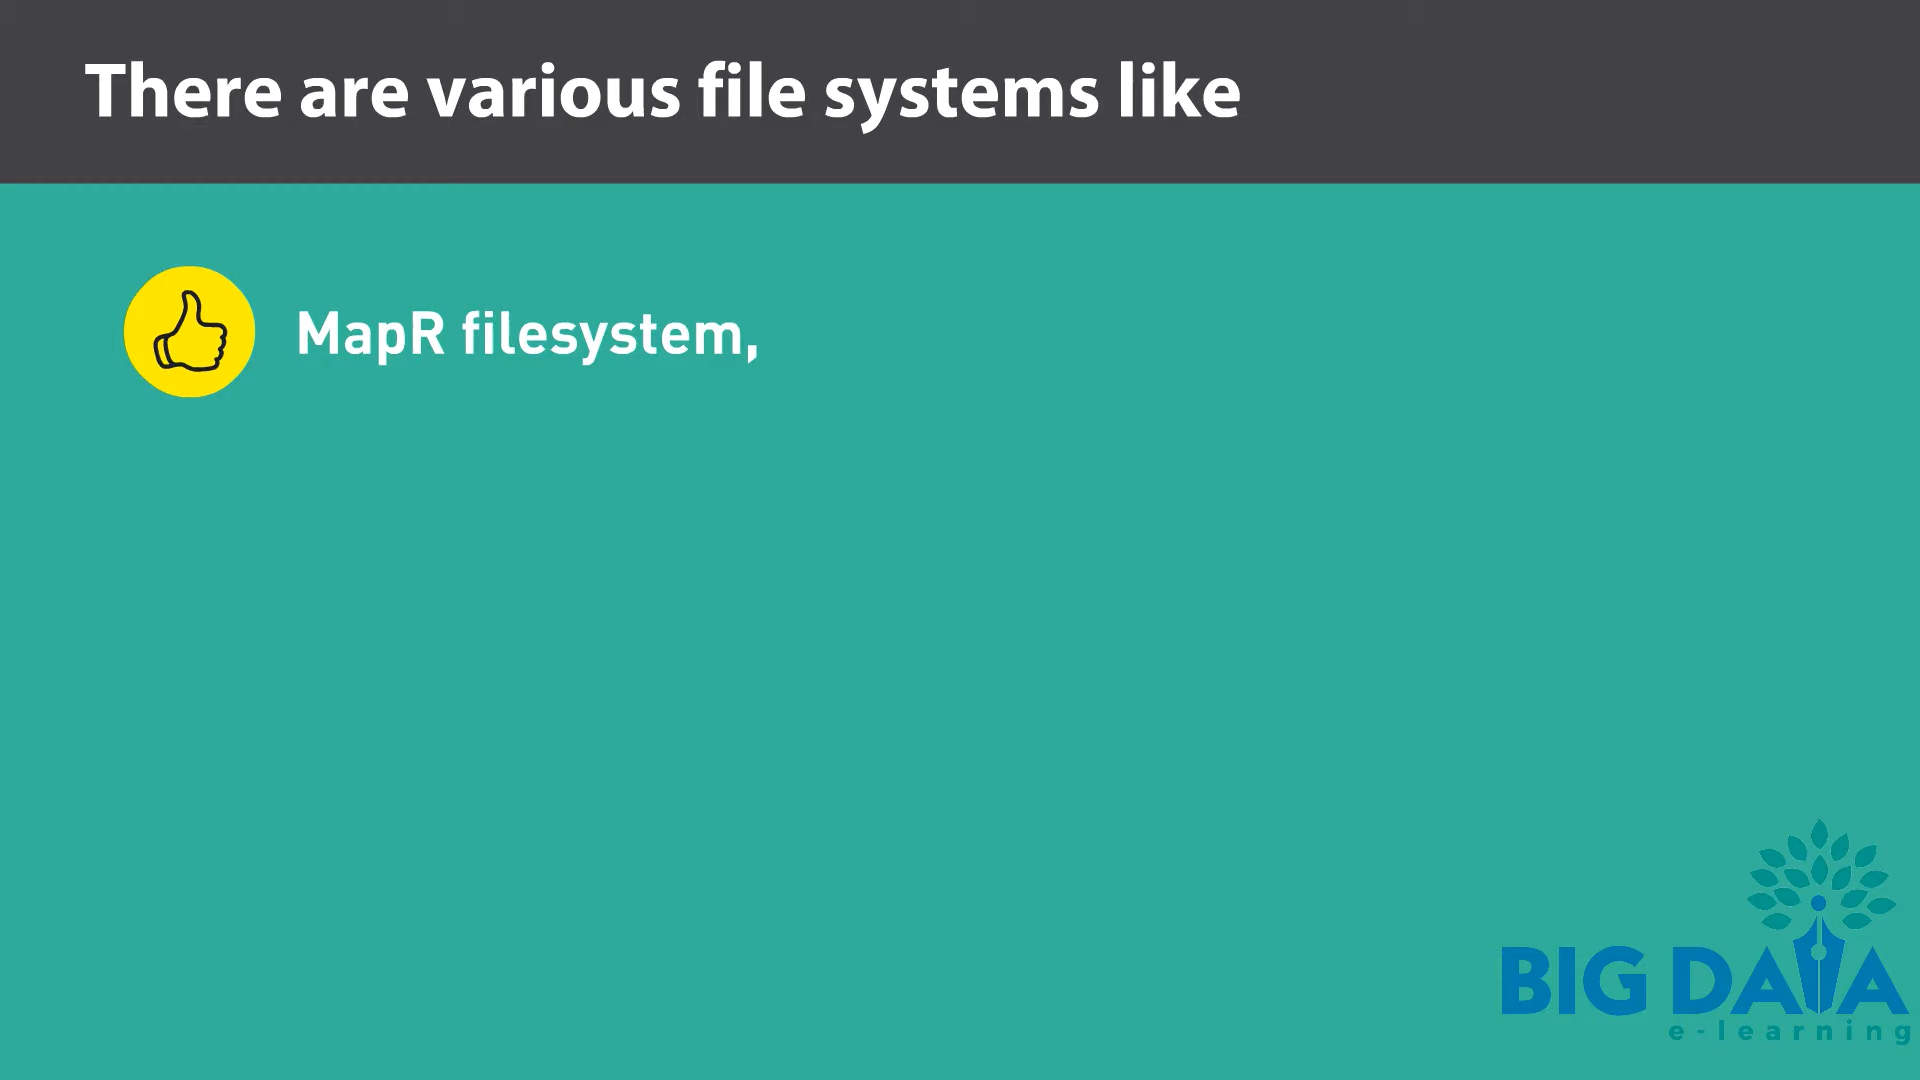 There are various file systems like
MapR filesystem,
BIG DATA
e-learning